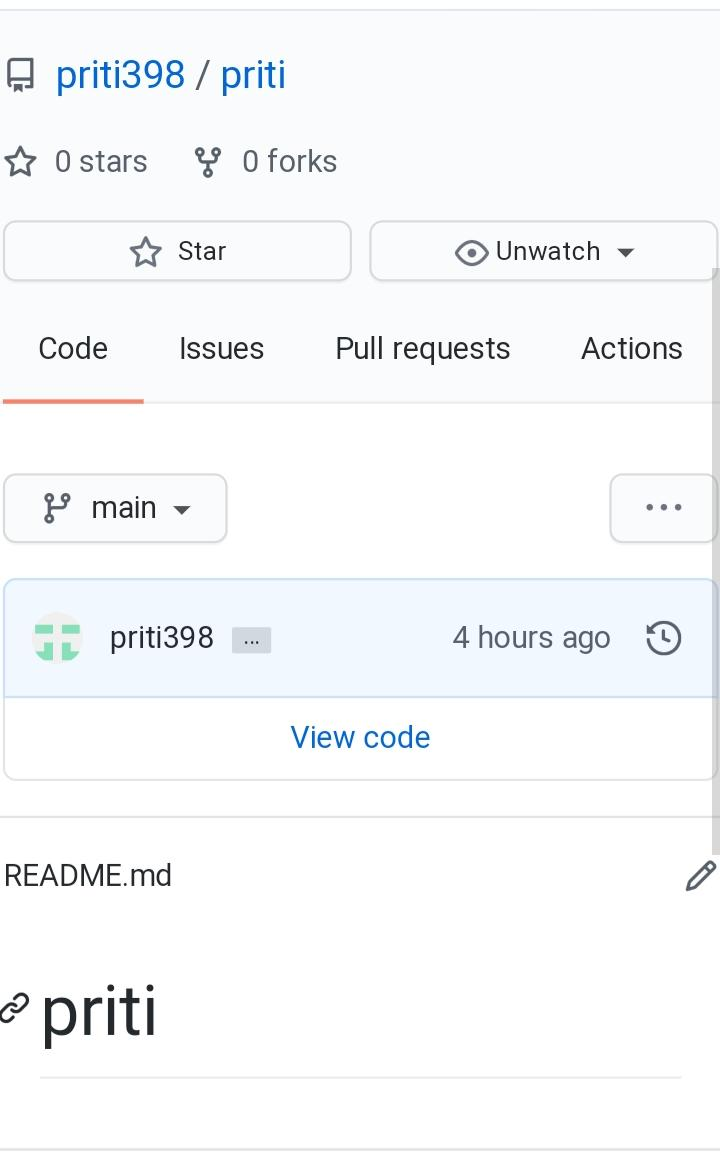 priti398 / priti
0 stars 0 forks
Star Unwatch
Code Issues Pull requests Actions
main ...
priti398 ... 4 hours ago
View code
README.md
priti